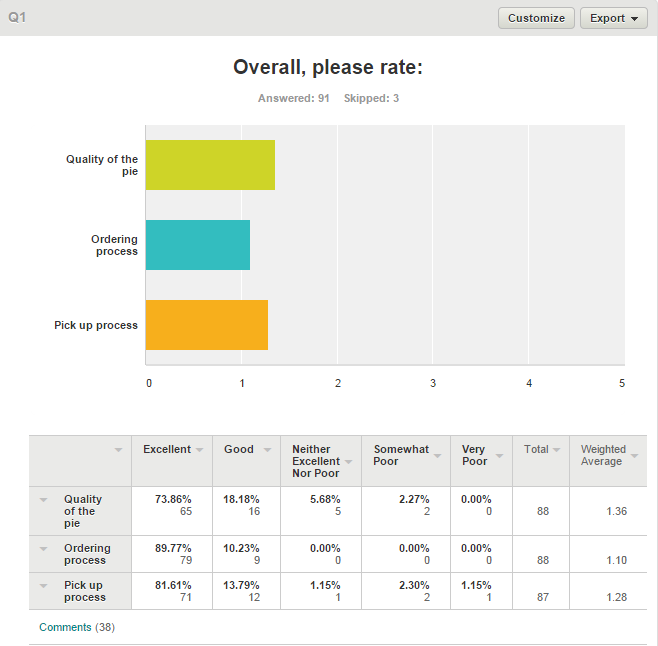 Q1
Customize
Export
Overall, please rate:
Answered: 91 Skipped: 3
Quality of the
pie
Ordering
process
Pick up process
0 1 2 3 4 5
Excellent Good Neither Excellent Nor Poor Somewhat Poor Very Poor Total Weighted Average
Quality of the pie 73.86% 65 18.18% 16 5.68% 5 2.27% 2 0.00% 0 88 1.36
Ordering process 89.77% 79 10.23% 9 0.00% 0 0.00% 0 0.00% 0 88 1.10
Pick up process 81.61% 71 13.79% 12 1.15% 1 2.30% 2 1.15% 1 87 1.28
Comments (38)